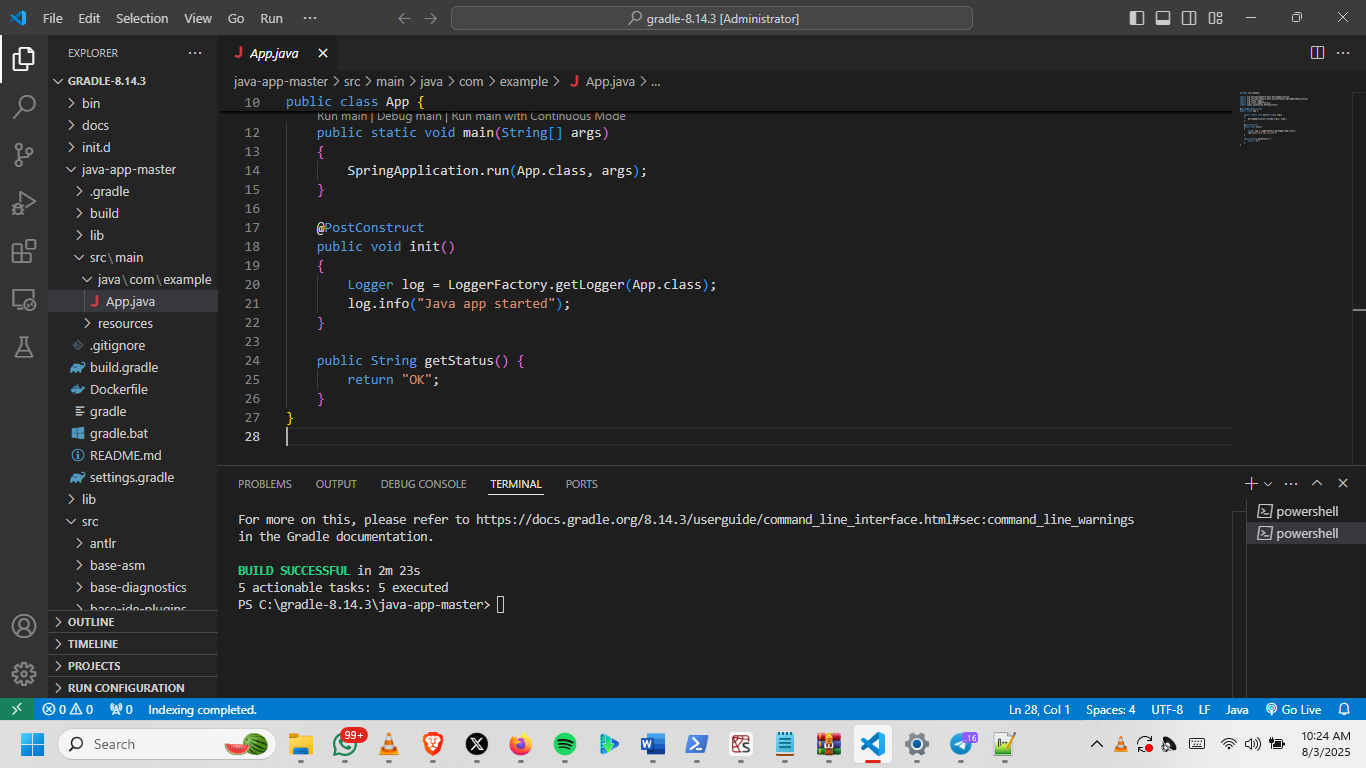 File Edit Selection View Go Run ··· gradle-8.14.3 [Administrator]
EXPLORER ···
GRADLE-8.14.3
bin
docs
init.d
java-app-master
.gradle
build
lib
src\main
java\com\example
App.java
resources
.gitignore
build.gradle
Dockerfile
gradle
gradle.bat
README.md
settings.gradle
lib
src
antlr
base-asm
base-diagnostics
base-ide-plugins
OUTLINE
TIMELINE
PROJECTS
RUN CONFIGURATION
App.java
java-app-master > src > main > java > com > example > App.java > ...
10 public class App {
Run main | Debug main | Run main with Continuous Mode
12 public static void main(String[] args)
13 {
14 SpringApplication.run(App.class, args);
15 }
16
17 @PostConstruct
18 public void init()
19 {
20 Logger log = LoggerFactory.getLogger(App.class);
21 log.info("Java app started");
22 }
23
24 public String getStatus() {
25 return "OK";
26 }
27 }
28
PROBLEMS OUTPUT DEBUG CONSOLE TERMINAL PORTS
For more on this, please refer to https://docs.gradle.org/8.14.3/userguide/command_line_interface.html#sec:command_line_warnings
in the Gradle documentation.
BUILD SUCCESSFUL in 2m 23s
5 actionable tasks: 5 executed
PS C:\gradle-8.14.3\java-app-master>
powershell
powershell
0 0 0 Indexing completed. Ln 28, Col 1 Spaces: 4 UTF-8 LF Java Go Live
Search 99+ 16 10:24 AM
8/3/2025